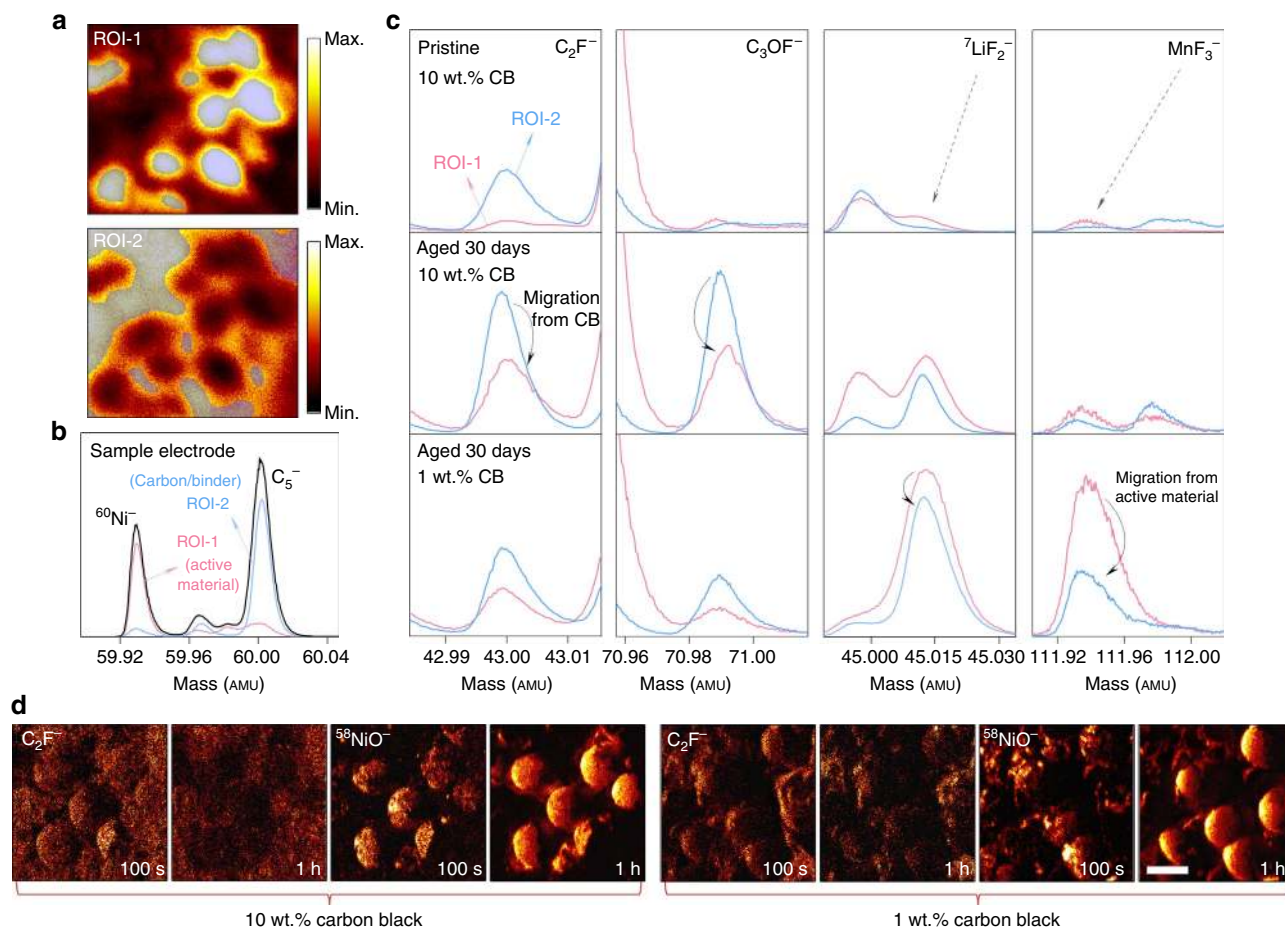 a
ROI-1
Max.
Min.
ROI-2
Max.
Min.
b
Sample electrode
(Carbon/binder)
ROI-2
C₅⁻
⁶⁰Ni⁻
ROI-1
(active
material)
59.92 59.96 60.00 60.04
Mass (AMU)
c
Pristine
10 wt.% CB
C₂F⁻
C₃OF⁻
⁷LiF₂⁻
MnF₃⁻
ROI-2
ROI-1
Aged 30 days
10 wt.% CB
Migration
from CB
Aged 30 days
1 wt.% CB
Migration from
active material
42.99 43.00 43.01
70.96 70.98 71.00
45.000 45.015 45.030
111.92 111.96 112.00
Mass (AMU)
Mass (AMU)
Mass (AMU)
Mass (AMU)
d
C₂F⁻
⁵⁸NiO⁻
C₂F⁻
⁵⁸NiO⁻
100 s
1 h
100 s
1 h
100 s
1 h
100 s
1 h
10 wt.% carbon black
1 wt.% carbon black